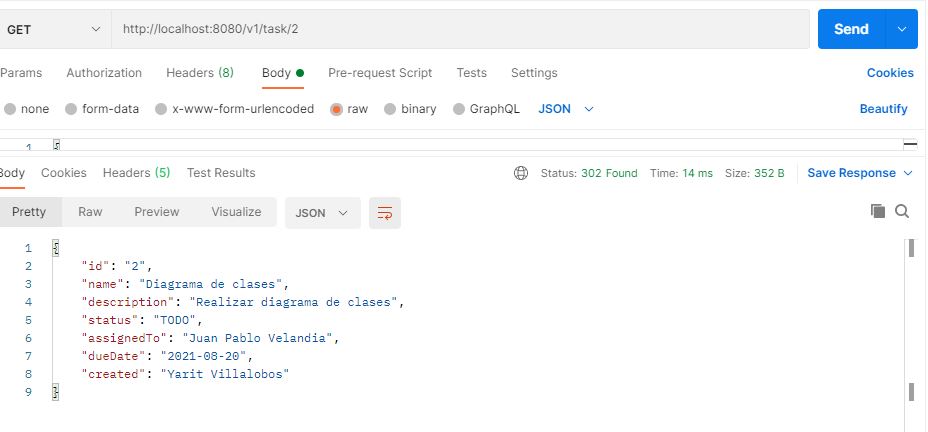 GET http://localhost:8080/v1/task/2 Send
Params Authorization Headers (8) Body Pre-request Script Tests Settings Cookies
none form-data x-www-form-urlencoded raw binary GraphQL JSON Beautify
1 {
Body Cookies Headers (5) Test Results Status: 302 Found Time: 14 ms Size: 352 B Save Response
Pretty Raw Preview Visualize JSON
1 {
2 "id": "2",
3 "name": "Diagrama de clases",
4 "description": "Realizar diagrama de clases",
5 "status": "TODO",
6 "assignedTo": "Juan Pablo Velandia",
7 "dueDate": "2021-08-20",
8 "created": "Yarit Villalobos"
9 }